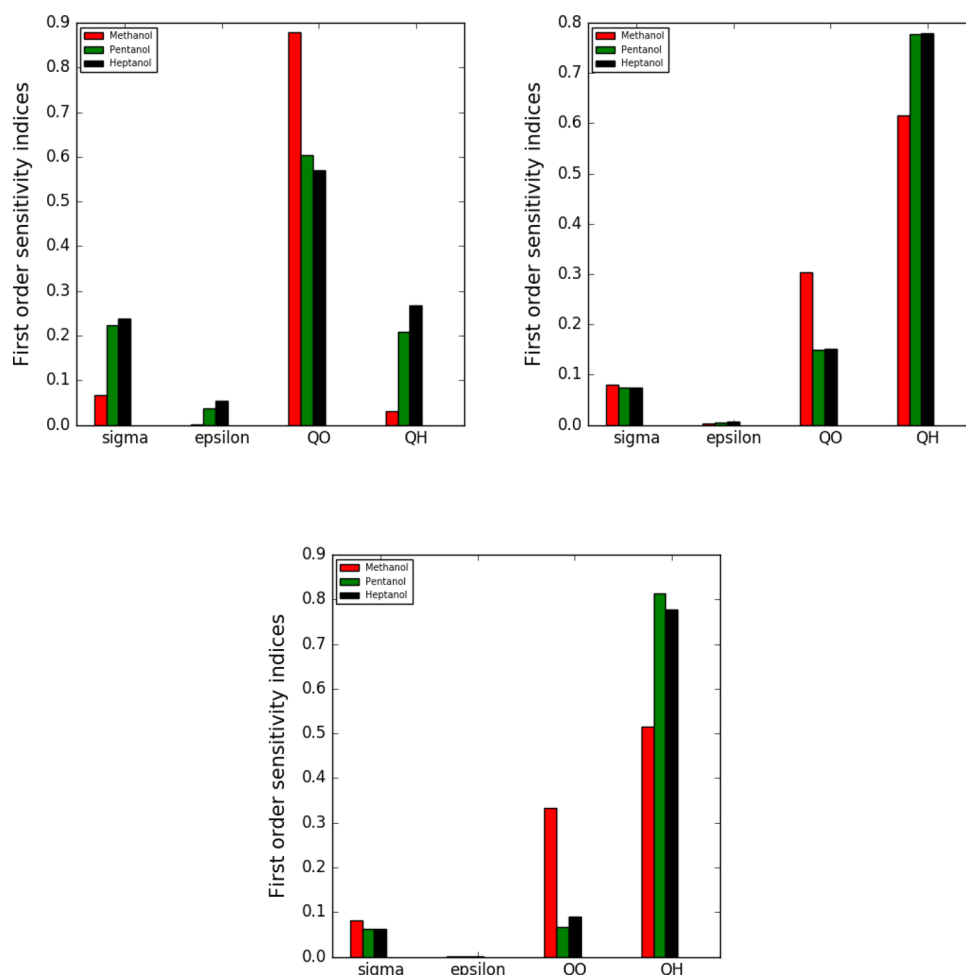 First order sensitivity indices
0.9
0.8
0.7
0.6
0.5
0.4
0.3
0.2
0.1
0.0
Methanol
Pentanol
Heptanol
sigma
epsilon
QO
QH
First order sensitivity indices
0.8
0.7
0.6
0.5
0.4
0.3
0.2
0.1
0.0
Methanol
Pentanol
Heptanol
sigma
epsilon
QO
QH
First order sensitivity indices
0.9
0.8
0.7
0.6
0.5
0.4
0.3
0.2
0.1
0.0
Methanol
Pentanol
Heptanol
sigma
epsilon
QO
QH